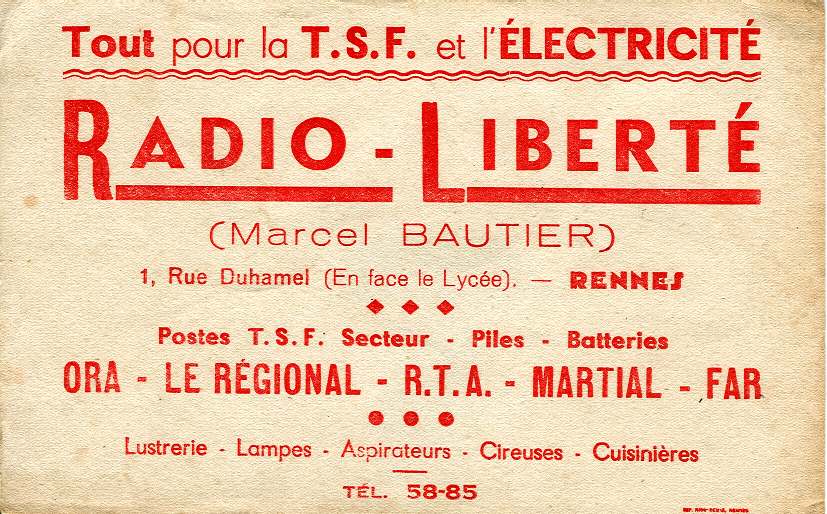 Tout pour la T.S.F. et l'ÉLECTRICITÉ
RADIO - LIBERTÉ
(Marcel BAUTIER)
1, Rue Duhamel (En face le Lycée). — RENNES
Postes T.S.F. Secteur - Piles - Batteries
ORA - LE RÉGIONAL - R.T.A. - MARTIAL - FAR
Lustrerie - Lampes - Aspirateurs - Cireuses - Cuisinières
TÉL. 58-85